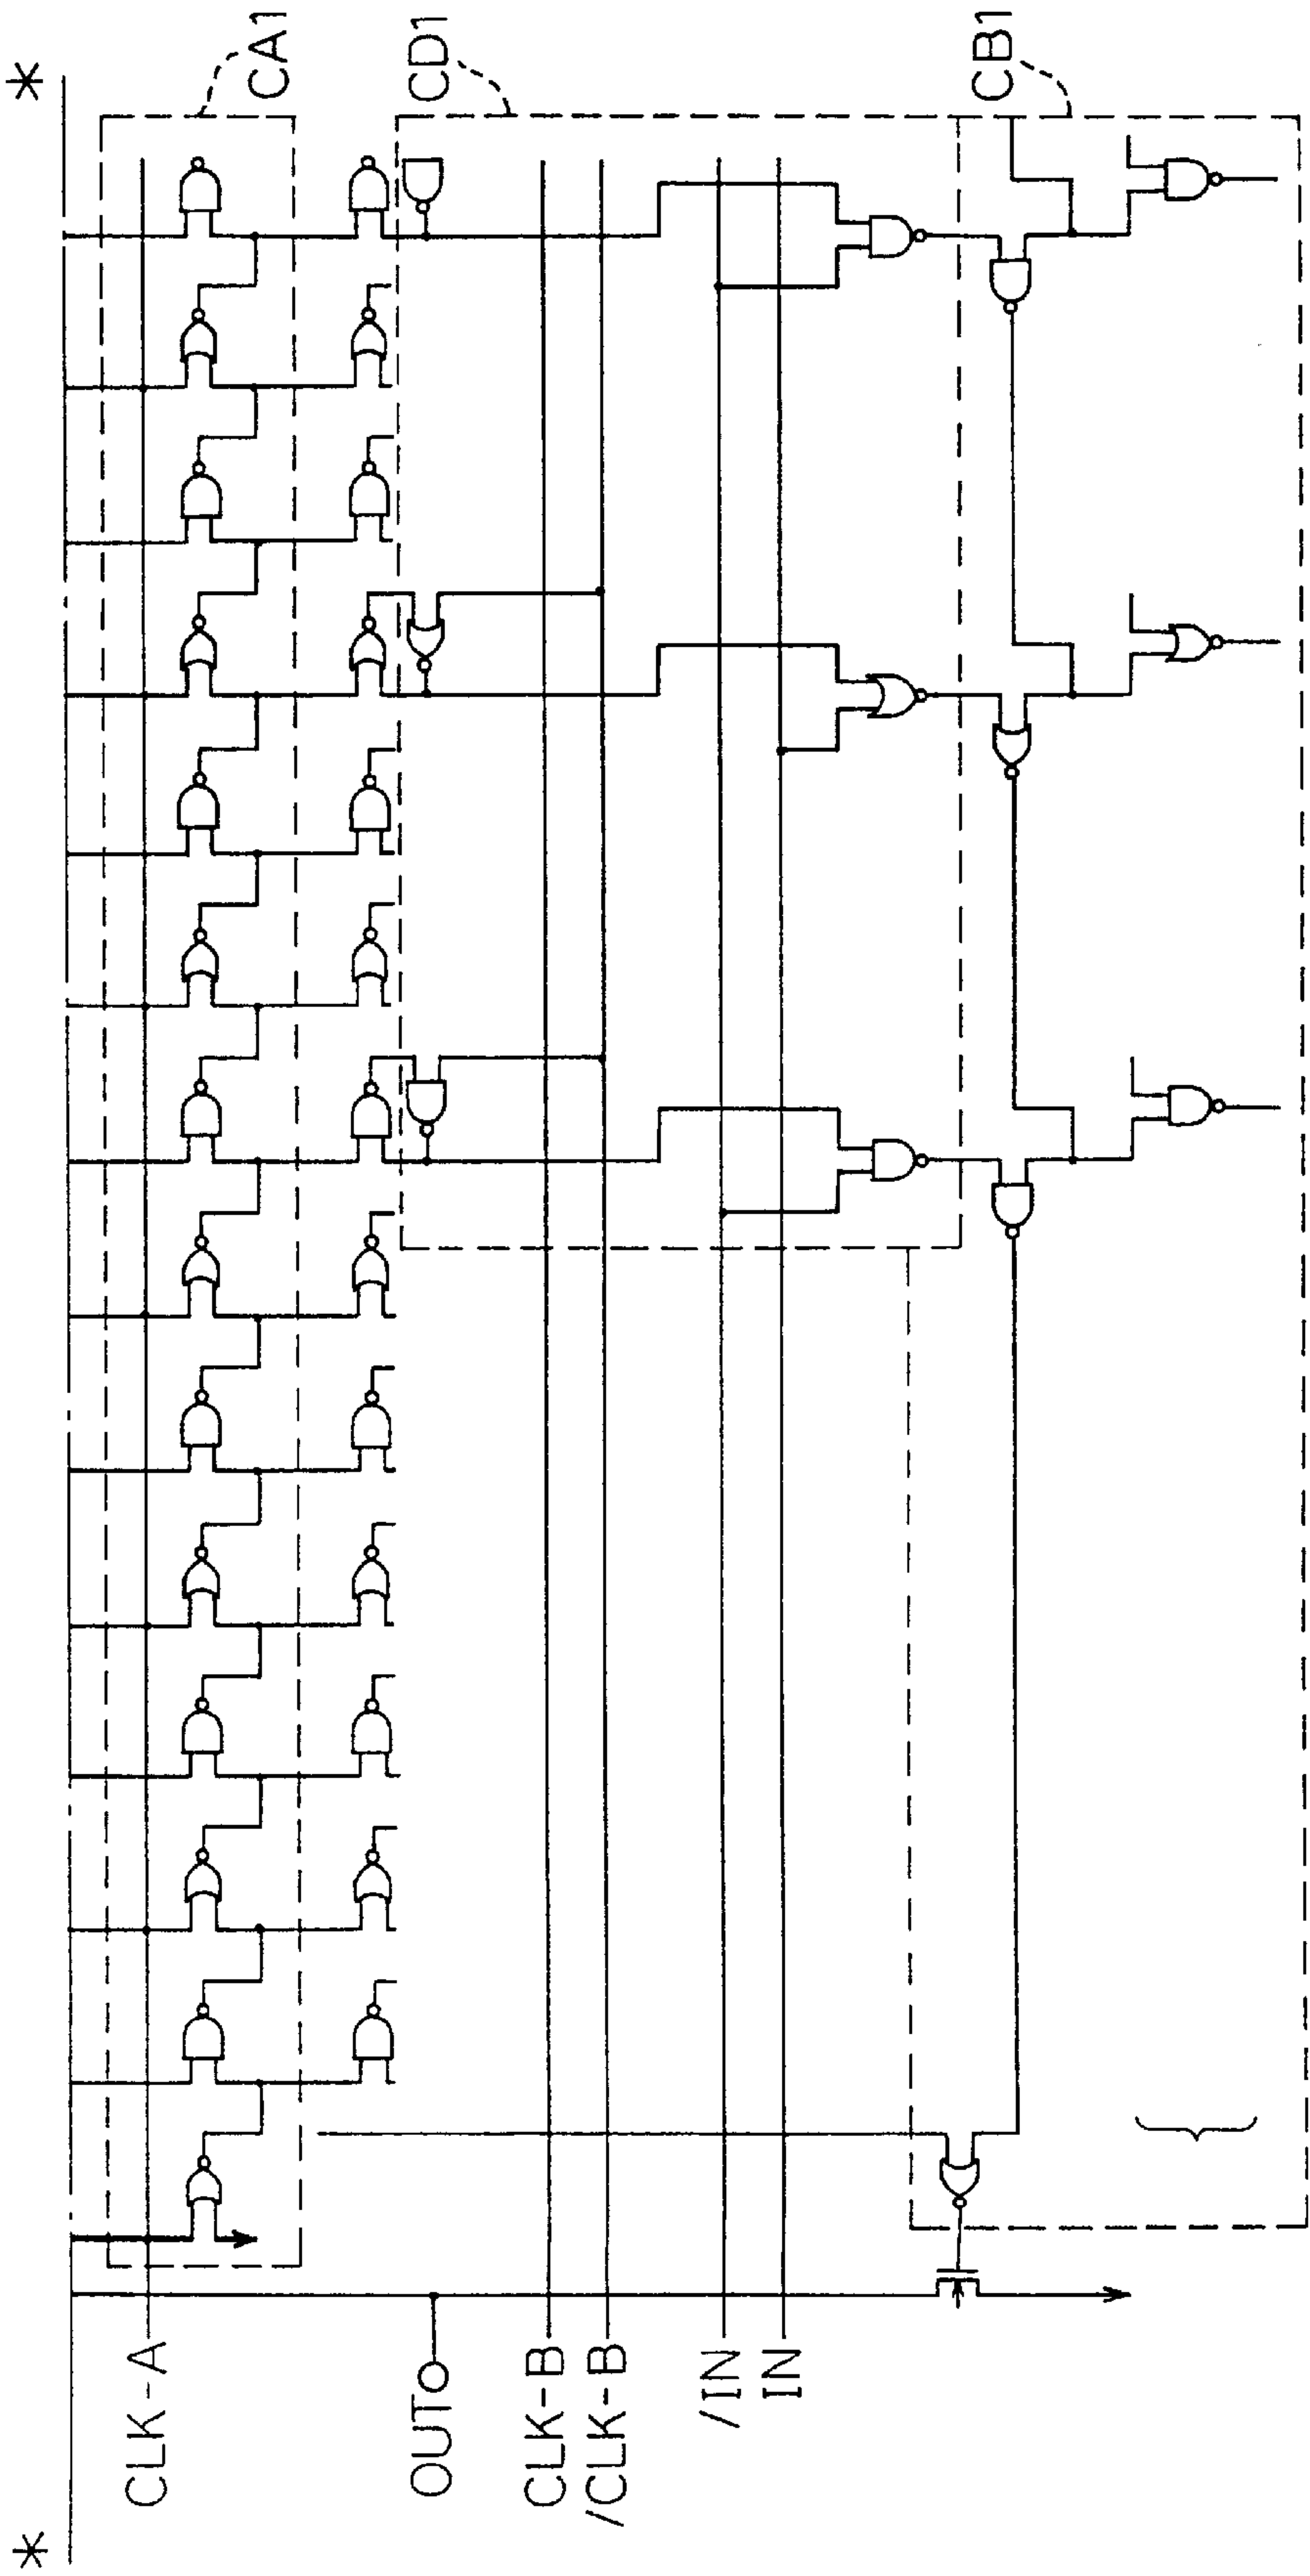 *
*
CA1
CD1
CB1
CLK-A
OUT
CLK-B
/CLK-B
/IN
IN